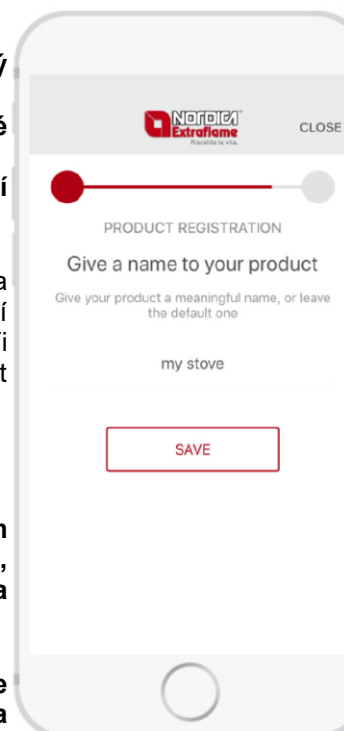 ý
é
í
a
í
i
t
n
,
a
e
a
NORDICA
Extraflame
Riscalda la vita.
CLOSE
PRODUCT REGISTRATION
Give a name to your product
Give your product a meaningful name, or leave
the default one
my stove
SAVE